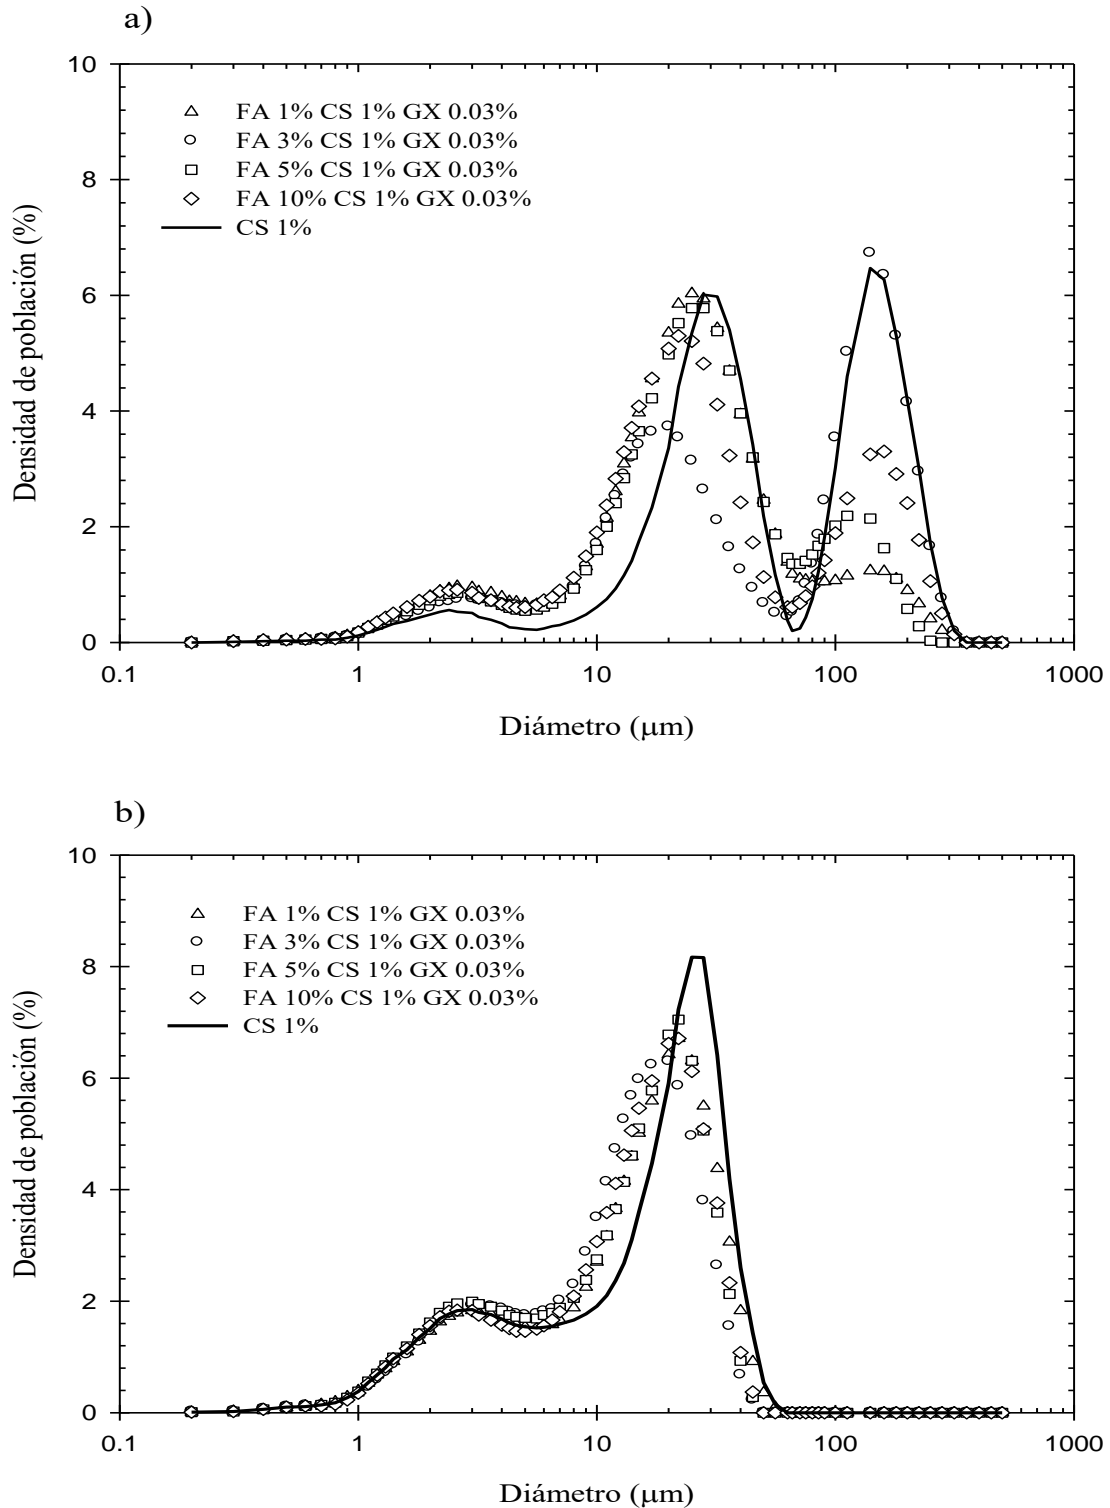 a)
10
8
6
4
2
0
Densidad de población (%)
FA 1% CS 1% GX 0.03%
FA 3% CS 1% GX 0.03%
FA 5% CS 1% GX 0.03%
FA 10% CS 1% GX 0.03%
CS 1%
0.1 1 10 100 1000
Diámetro (μm)
b)
10
8
6
4
2
0
Densidad de población (%)
FA 1% CS 1% GX 0.03%
FA 3% CS 1% GX 0.03%
FA 5% CS 1% GX 0.03%
FA 10% CS 1% GX 0.03%
CS 1%
0.1 1 10 100 1000
Diámetro (μm)